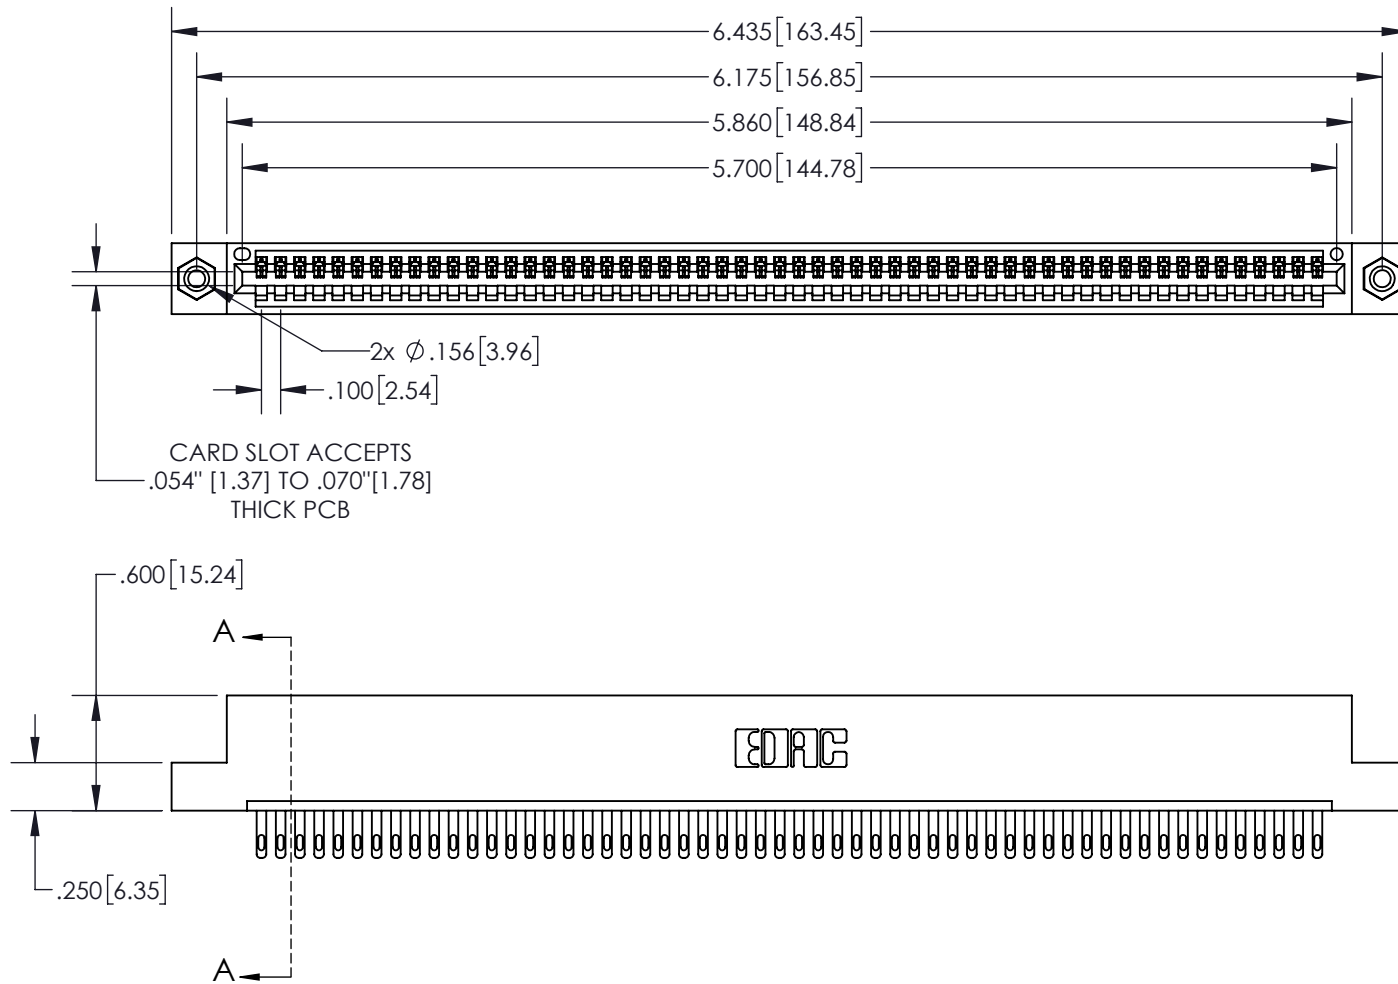 6.435[163.45]
6.175[156.85]
5.860[148.84]
5.700[144.78]
2x Ø.156[3.96]
.100[2.54]
CARD SLOT ACCEPTS
.054" [1.37] TO .070"[1.78]
THICK PCB
.600[15.24]
A
EDAC
.250[6.35]
A